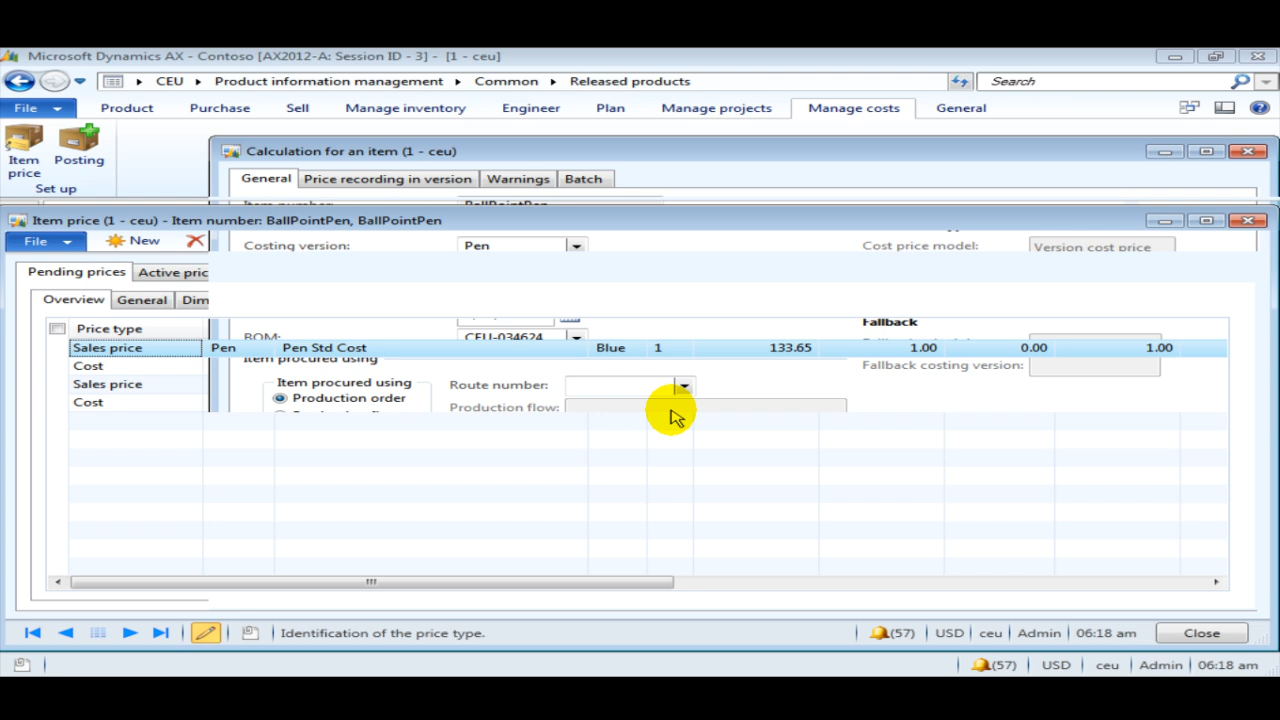 Microsoft Dynamics AX - Contoso [AX2012-A: Session ID - 3] - [1 - ceu]
CEU Product information management Common Released products Search
File Product Purchase Sell Manage inventory Engineer Plan Manage projects Manage costs General
Item price Posting
Set up
Calculation for an item (1 - ceu)
General Price recording in version Warnings Batch
Item price (1 - ceu) - Item number: BallPointPen, BallPointPen
File New
Costing version: Pen Cost price model: Version cost price
Pending prices Active pric
Overview General Dim
Price type
Fallback
BOM: CEU-034624
Sales price Pen Pen Std Cost Blue 1 133.65 1.00 0.00 1.00
Item procured using
Cost
Fallback costing version:
Sales price
Item procured using
Route number:
Cost
Production order
Production flow:
Identification of the price type. (57) USD ceu Admin 06:18 am Close
(57) USD ceu Admin 06:18 am